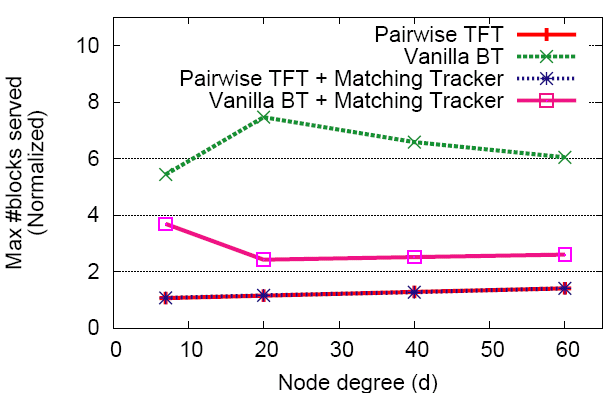 10
8
6
4
2
0
Max #blocks served
(Normalized)
Pairwise TFT
Vanilla BT
Pairwise TFT + Matching Tracker
Vanilla BT + Matching Tracker
0 10 20 30 40 50 60
Node degree (d)